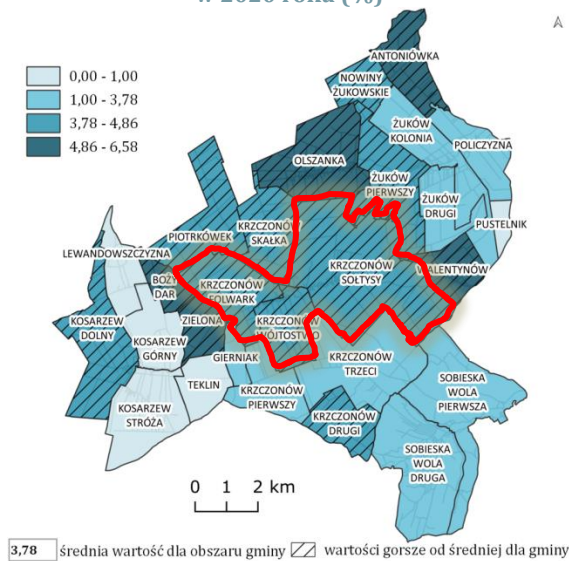 0,00 - 1,00
1,00 - 3,78
3,78 - 4,86
4,86 - 6,58
ANTONIÓWKA
NOWINY
ŻUKOWSKIE
ŻUKÓW
KOLONIA
POLICZYZNA
OLSZANKA
ŻUKÓW
PIERWSZY
ŻUKÓW
DRUGI
PUSTELNIK
KRZCZONÓW
SKAŁKA
PIOTRKÓWEK
LEWANDOWSZCZYZNA
BOŻY
DAR
KRZCZONÓW
FOLWARK
KRZCZONÓW
SOŁTYSY
WALENTYNÓW
KOSARZEW
DOLNY
ZIELONA
KRZCZONÓW
WÓJTOSTWO
KOSARZEW
GÓRNY
GIERNIAK
KRZCZONÓW
TRZECI
TEKLIN
KRZCZONÓW
PIERWSZY
SOBIESKA
WOLA
PIERWSZA
KOSARZEW
STRÓŻA
KRZCZONÓW
DRUGI
SOBIESKA
WOLA
DRUGA
0 1 2 km
3,78 średnia wartość dla obszaru gminy wartości gorsze od średniej dla gminy